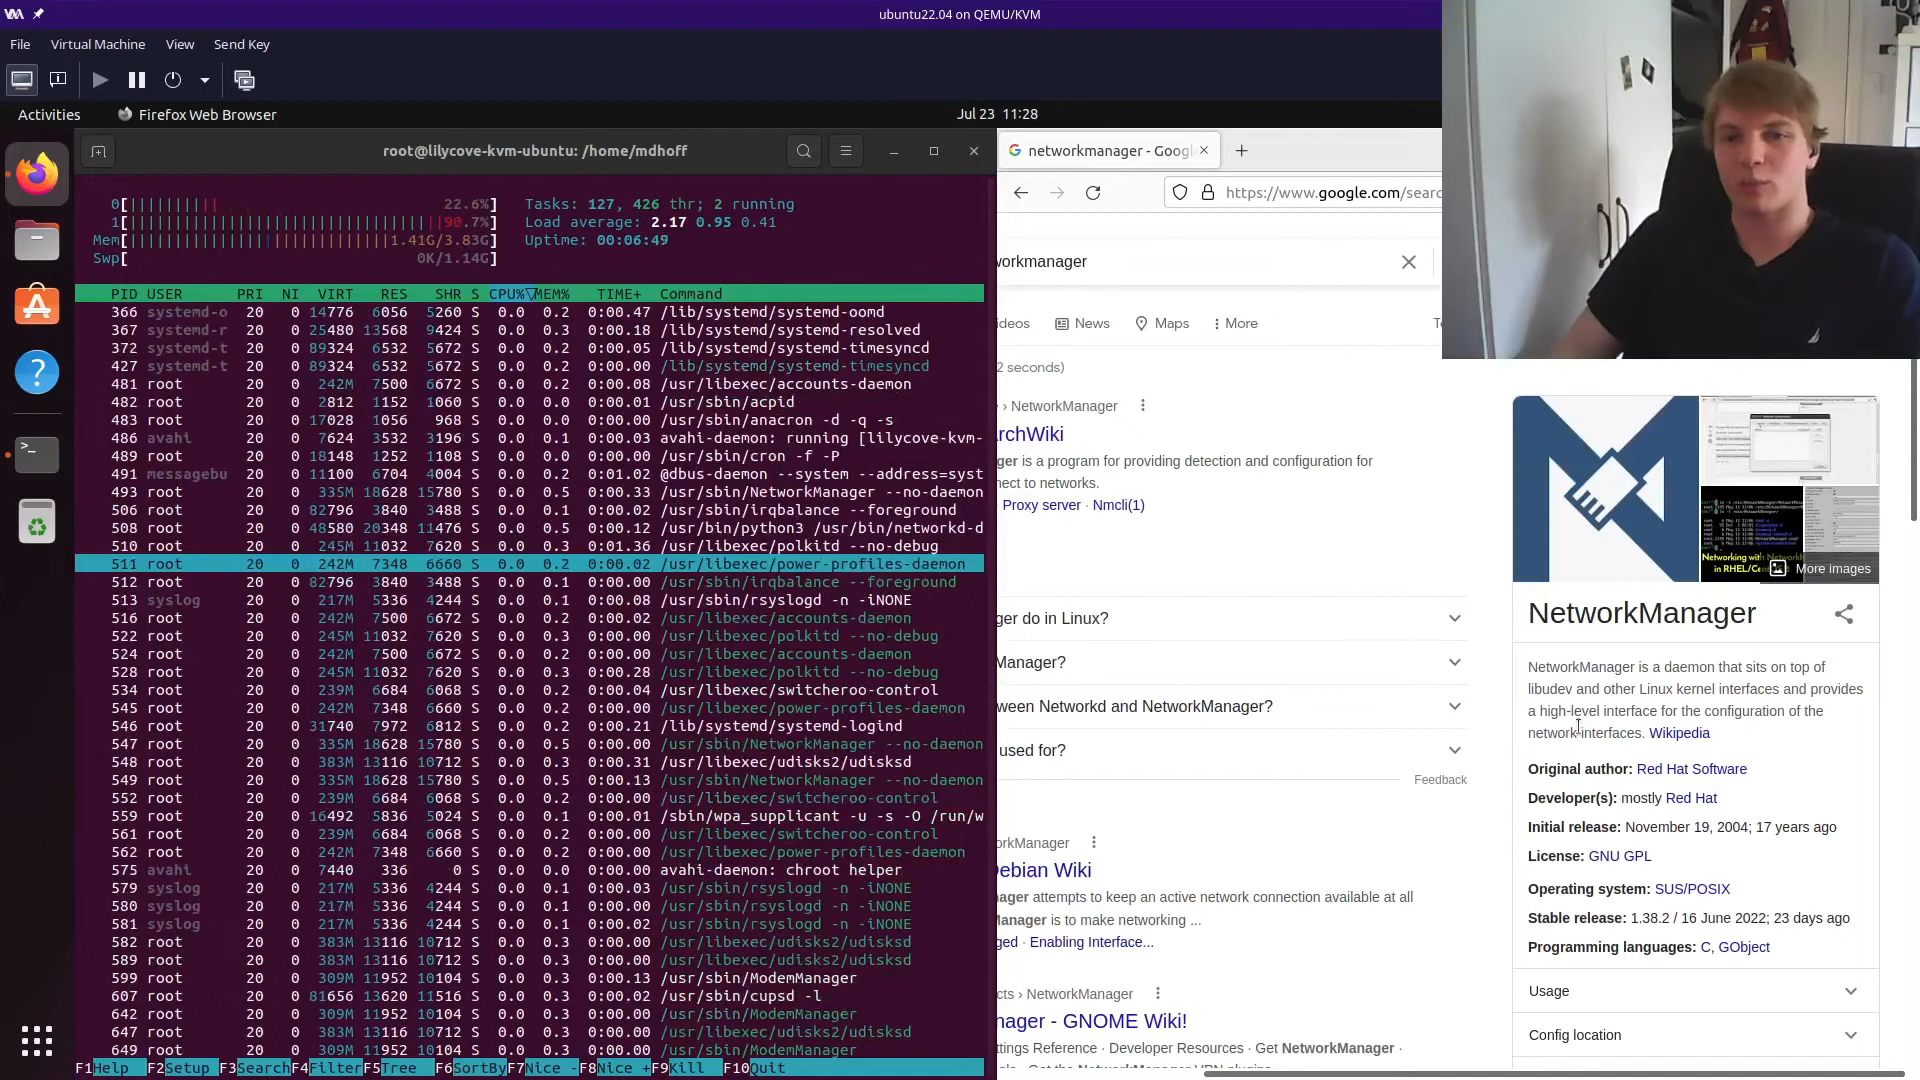 ubuntu22.04 on QEMU/KVM
File Virtual Machine View Send Key
Activities Firefox Web Browser Jul 23 11:28
root@lilycove-kvm-ubuntu: /home/mdhoff
0[ 22.6%] Tasks: 127, 426 thr; 2 running
1[ 90.7%] Load average: 2.17 0.95 0.41
Mem[ 1.41G/3.83G] Uptime: 00:06:49
Swp[ 0K/1.14G]
PID USER PRI NI VIRT RES SHR S CPU%▽MEM% TIME+ Command
366 systemd-o 20 0 14776 6056 5260 S 0.0 0.2 0:00.47 /lib/systemd/systemd-oomd
367 systemd-r 20 0 25480 13568 9424 S 0.0 0.3 0:00.18 /lib/systemd/systemd-resolved
372 systemd-t 20 0 89324 6532 5672 S 0.0 0.2 0:00.05 /lib/systemd/systemd-timesyncd
427 systemd-t 20 0 89324 6532 5672 S 0.0 0.2 0:00.00 /lib/systemd/systemd-timesyncd
481 root 20 0 242M 7500 6672 S 0.0 0.2 0:00.08 /usr/libexec/accounts-daemon
482 root 20 0 2812 1152 1060 S 0.0 0.0 0:00.01 /usr/sbin/acpid
483 root 20 0 17028 1056 968 S 0.0 0.0 0:00.00 /usr/sbin/anacron -d -q -s
486 avahi 20 0 7624 3532 3196 S 0.0 0.1 0:00.03 avahi-daemon: running [lilycove-kvm-
489 root 20 0 18148 1252 1108 S 0.0 0.0 0:00.00 /usr/sbin/cron -f -P
491 messagebu 20 0 11100 6704 4004 S 0.0 0.2 0:01.02 @dbus-daemon --system --address=syst
493 root 20 0 335M 18628 15780 S 0.0 0.5 0:00.33 /usr/sbin/NetworkManager --no-daemon
506 root 20 0 82796 3840 3488 S 0.0 0.1 0:00.02 /usr/sbin/irqbalance --foreground
508 root 20 0 48580 20348 11476 S 0.0 0.5 0:00.12 /usr/bin/python3 /usr/bin/networkd-d
510 root 20 0 245M 11032 7620 S 0.0 0.3 0:01.36 /usr/libexec/polkitd --no-debug
511 root 20 0 242M 7348 6660 S 0.0 0.2 0:00.02 /usr/libexec/power-profiles-daemon
512 root 20 0 82796 3840 3488 S 0.0 0.1 0:00.00 /usr/sbin/irqbalance --foreground
513 syslog 20 0 217M 5336 4244 S 0.0 0.1 0:00.08 /usr/sbin/rsyslogd -n -iNONE
516 root 20 0 242M 7500 6672 S 0.0 0.2 0:00.02 /usr/libexec/accounts-daemon
522 root 20 0 245M 11032 7620 S 0.0 0.3 0:00.00 /usr/libexec/polkitd --no-debug
524 root 20 0 242M 7500 6672 S 0.0 0.2 0:00.00 /usr/libexec/accounts-daemon
528 root 20 0 245M 11032 7620 S 0.0 0.3 0:00.28 /usr/libexec/polkitd --no-debug
534 root 20 0 239M 6684 6068 S 0.0 0.2 0:00.04 /usr/libexec/switcheroo-control
545 root 20 0 242M 7348 6660 S 0.0 0.2 0:00.00 /usr/libexec/power-profiles-daemon
546 root 20 0 31740 7972 6812 S 0.0 0.2 0:00.21 /lib/systemd/systemd-logind
547 root 20 0 335M 18628 15780 S 0.0 0.5 0:00.00 /usr/sbin/NetworkManager --no-daemon
548 root 20 0 383M 13116 10712 S 0.0 0.3 0:00.31 /usr/libexec/udisks2/udisksd
549 root 20 0 335M 18628 15780 S 0.0 0.5 0:00.13 /usr/sbin/NetworkManager --no-daemon
552 root 20 0 239M 6684 6068 S 0.0 0.2 0:00.00 /usr/libexec/switcheroo-control
559 root 20 0 16492 5836 5024 S 0.0 0.1 0:00.01 /sbin/wpa_supplicant -u -s -O /run/w
561 root 20 0 239M 6684 6068 S 0.0 0.2 0:00.00 /usr/libexec/switcheroo-control
562 root 20 0 242M 7348 6660 S 0.0 0.2 0:00.00 /usr/libexec/power-profiles-daemon
575 avahi 20 0 7440 336 0 S 0.0 0.0 0:00.00 avahi-daemon: chroot helper
579 syslog 20 0 217M 5336 4244 S 0.0 0.1 0:00.03 /usr/sbin/rsyslogd -n -iNONE
580 syslog 20 0 217M 5336 4244 S 0.0 0.1 0:00.00 /usr/sbin/rsyslogd -n -iNONE
581 syslog 20 0 217M 5336 4244 S 0.0 0.1 0:00.02 /usr/sbin/rsyslogd -n -iNONE
582 root 20 0 383M 13116 10712 S 0.0 0.3 0:00.00 /usr/libexec/udisks2/udisksd
589 root 20 0 383M 13116 10712 S 0.0 0.3 0:00.00 /usr/libexec/udisks2/udisksd
599 root 20 0 309M 11952 10104 S 0.0 0.3 0:00.13 /usr/sbin/ModemManager
607 root 20 0 81656 13620 11516 S 0.0 0.3 0:00.02 /usr/sbin/cupsd -l
642 root 20 0 309M 11952 10104 S 0.0 0.3 0:00.00 /usr/sbin/ModemManager
647 root 20 0 383M 13116 10712 S 0.0 0.3 0:00.00 /usr/libexec/udisks2/udisksd
649 root 20 0 309M 11952 10104 S 0.0 0.3 0:00.00 /usr/sbin/ModemManager
F1Help F2Setup F3SearchF4FilterF5Tree F6SortByF7Nice -F8Nice +F9Kill F10Quit
networkmanager - Goog
https://www.google.com/searc
workmanager
ideos News Maps More
2 seconds)
› NetworkManager
rchWiki
ger is a program for providing detection and configuration for
nect to networks.
Proxy server · Nmcli(1)
ger do in Linux?
Manager?
ween Networkd and NetworkManager?
used for?
Feedback
orkManager
ebian Wiki
ager attempts to keep an active network connection available at all
Manager is to make networking ...
ged · Enabling Interface...
cts › NetworkManager
nager - GNOME Wiki!
ttings Reference · Developer Resources · Get NetworkManager ·
Networking with
in RHEL/Ce
More images
NetworkManager
NetworkManager is a daemon that sits on top of
libudev and other Linux kernel interfaces and provides
a high-level interface for the configuration of the
network interfaces. Wikipedia
Original author: Red Hat Software
Developer(s): mostly Red Hat
Initial release: November 19, 2004; 17 years ago
License: GNU GPL
Operating system: SUS/POSIX
Stable release: 1.38.2 / 16 June 2022; 23 days ago
Programming languages: C, GObject
Usage
Config location